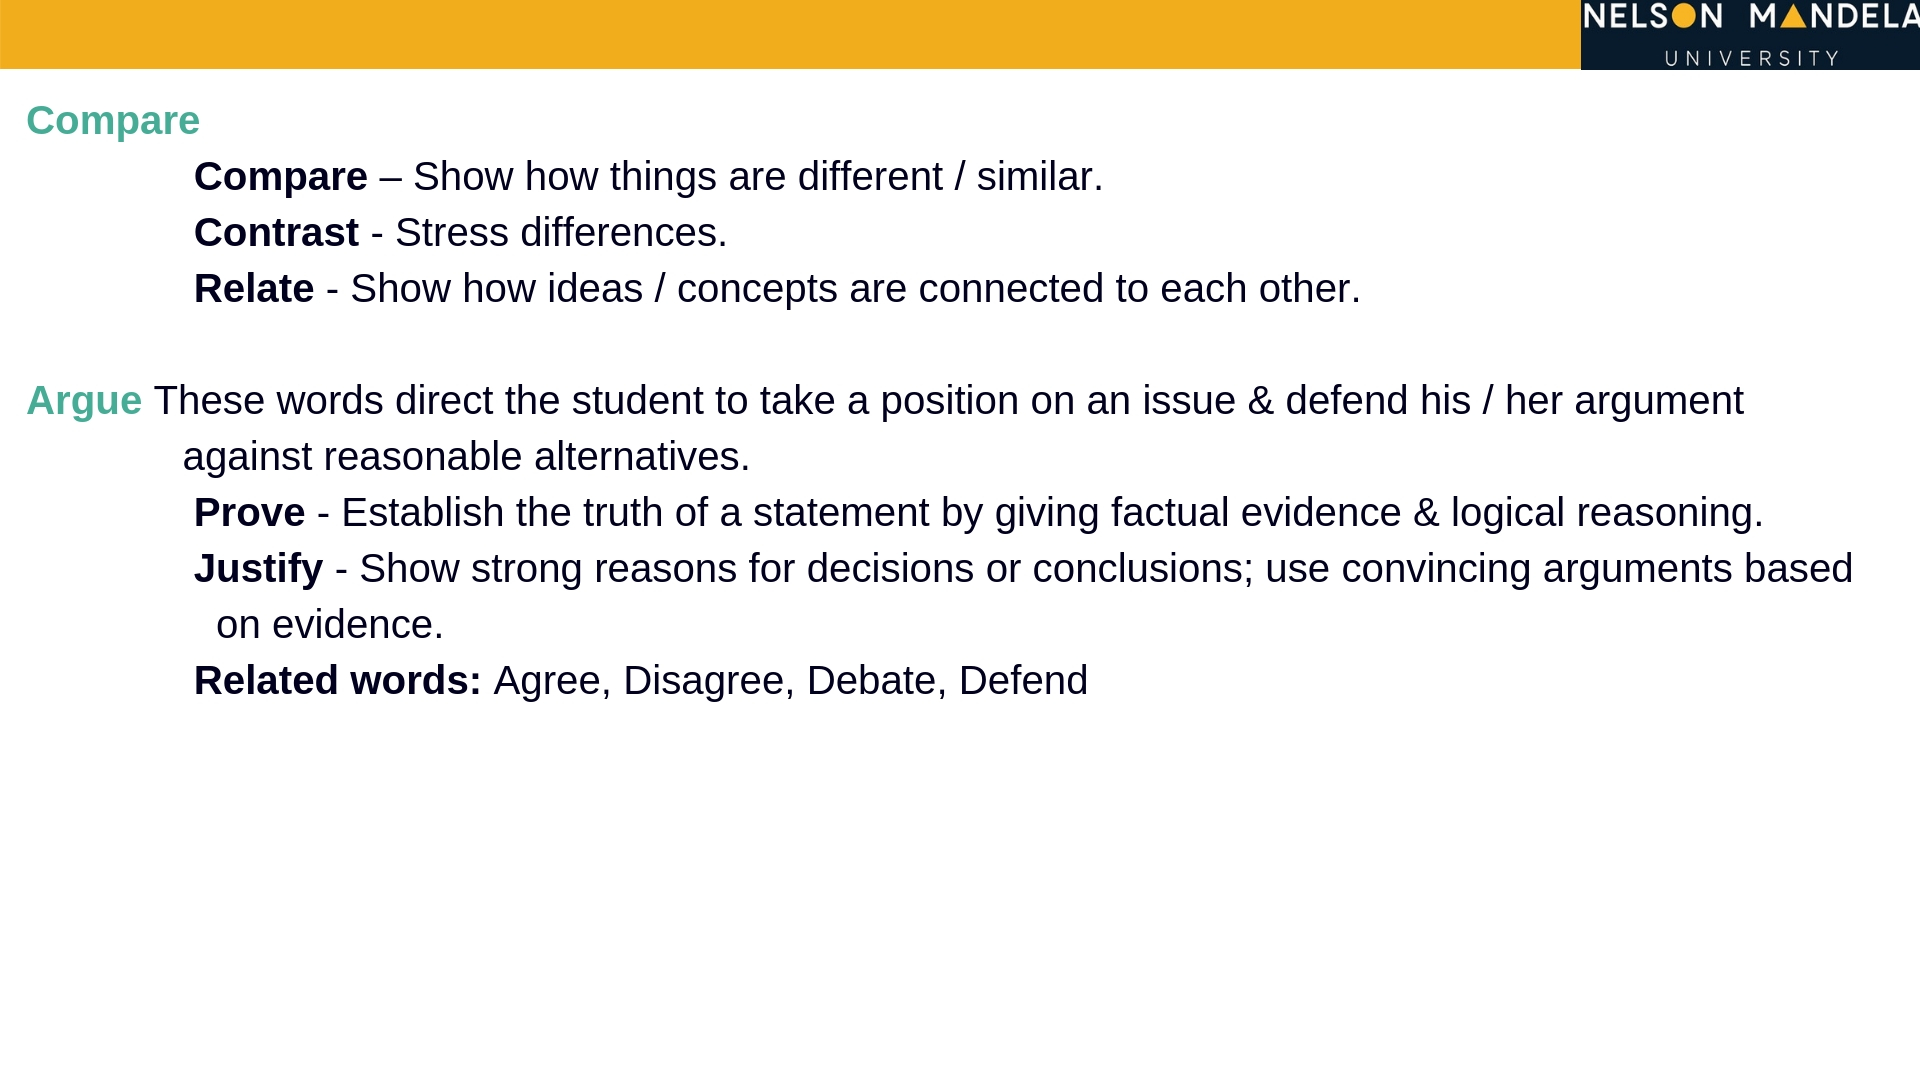 NELSON MANDELA
UNIVERSITY
Compare
Compare – Show how things are different / similar.
Contrast - Stress differences.
Relate - Show how ideas / concepts are connected to each other.
Argue These words direct the student to take a position on an issue & defend his / her argument
against reasonable alternatives.
Prove - Establish the truth of a statement by giving factual evidence & logical reasoning.
Justify - Show strong reasons for decisions or conclusions; use convincing arguments based
on evidence.
Related words: Agree, Disagree, Debate, Defend